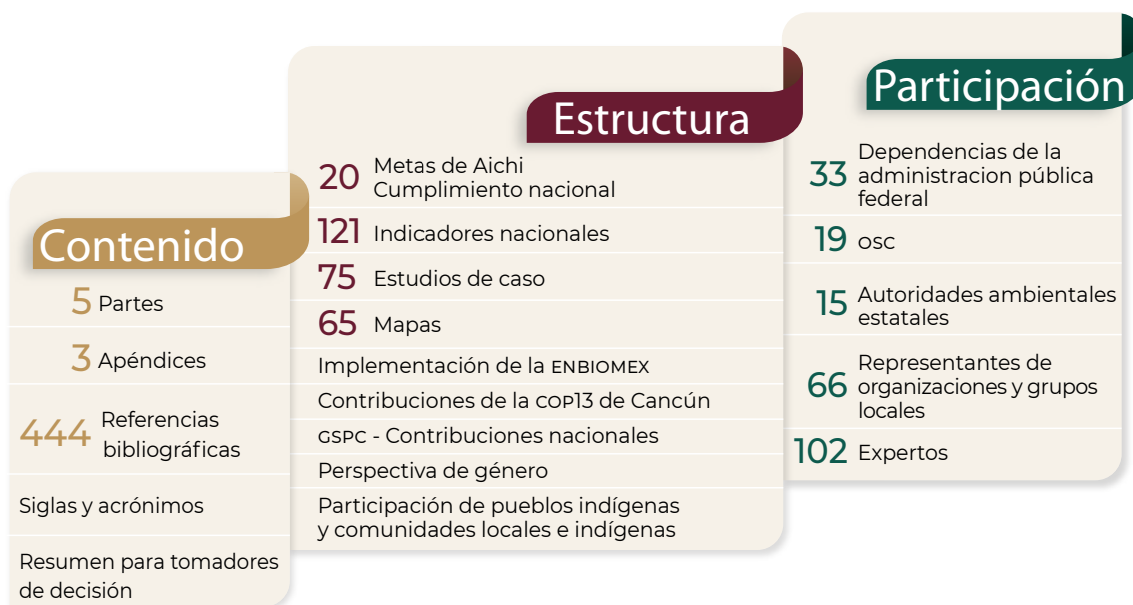 Contenido
5 Partes
3 Apéndices
444 Referencias
bibliográficas
Siglas y acrónimos
Resumen para tomadores
de decisión
Estructura
20 Metas de Aichi
Cumplimiento nacional
121 Indicadores nacionales
75 Estudios de caso
65 Mapas
Implementación de la ENBIOMEX
Contribuciones de la COP13 de Cancún
GSPC - Contribuciones nacionales
Perspectiva de género
Participación de pueblos indígenas
y comunidades locales e indígenas
Participación
Dependencias de la
33 administracion pública
federal
19 OSC
15 Autoridades ambientales
estatales
Representantes de
66 organizaciones y grupos
locales
102 Expertos